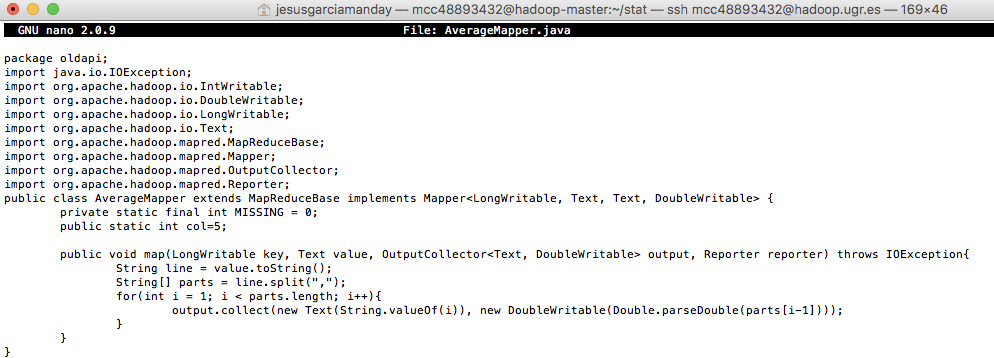 jesusgarciamanday — mcc48893432@hadoop-master:~/stat — ssh mcc48893432@hadoop.ugr.es — 169×46
GNU nano 2.0.9 File: AverageMapper.java
package oldapi;
import java.io.IOException;
import org.apache.hadoop.io.IntWritable;
import org.apache.hadoop.io.DoubleWritable;
import org.apache.hadoop.io.LongWritable;
import org.apache.hadoop.io.Text;
import org.apache.hadoop.mapred.MapReduceBase;
import org.apache.hadoop.mapred.Mapper;
import org.apache.hadoop.mapred.OutputCollector;
import org.apache.hadoop.mapred.Reporter;
public class AverageMapper extends MapReduceBase implements Mapper<LongWritable, Text, Text, DoubleWritable> {
        private static final int MISSING = 0;
        public static int col=5;
        public void map(LongWritable key, Text value, OutputCollector<Text, DoubleWritable> output, Reporter reporter) throws IOException{
                String line = value.toString();
                String[] parts = line.split(",");
                for(int i = 1; i < parts.length; i++){
                        output.collect(new Text(String.valueOf(i)), new DoubleWritable(Double.parseDouble(parts[i-1])));
                }
        }
}